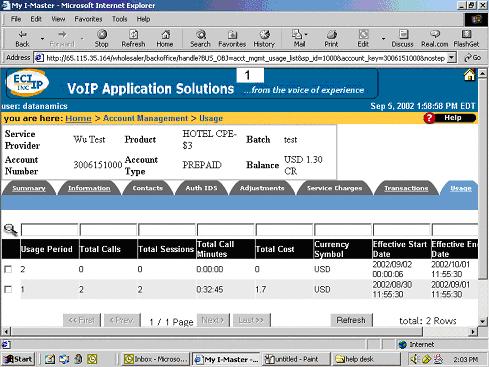 My I-Master - Microsoft Internet Explorer
File Edit View Favorites Tools Help
Back Forward Stop Refresh Home Search Favorites History Mail Print Edit Discuss Real.com FlashGet
Address http://65.115.35.164/wholesaler/backoffice/handle?BUS_OBJ=acct_mgmt_usage_list&sp_id=1000&account_key=3006151000&nostep
1
ECT IP INC
VoIP Application Solutions ...from the voice of experience
user: datanamics Sep 5, 2002 1:58:58 PM EDT
you are here: Home > Account Management > Usage ? Help
Service Provider Wu Test Product HOTEL CPE-$3 Batch test
Account Number 3006151000 Account Type PREPAID Balance USD 1.30 CR
Summary Information Contacts Auth IDS Adjustments Service Charges Transactions Usage
Usage Period Total Calls Total Sessions Total Call Minutes Total Cost Currency Symbol Effective Start Date Effective End Date
2 0 0 0:00:00 0 USD 2002/09/02 00:00:06 2002/10/01 11:55:30
1 2 2 0:32:45 1.7 USD 2002/08/30 11:55:30 2002/09/01 11:55:30
<< First < Prev 1 / 1 Page Next > Last >> Refresh total: 2 Rows
Internet
Start Inbox - Microso... My I-Master -... untitled - Paint help desk 2:03 PM